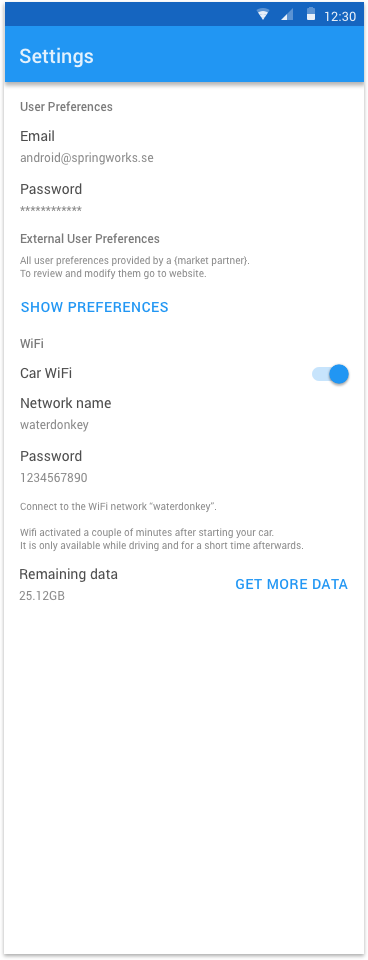 12:30
Settings
User Preferences
Email
android@springworks.se
Password
************
External User Preferences
All user preferences provided by a {market partner}.
To review and modify them go to website.
SHOW PREFERENCES
WiFi
Car WiFi
Network name
waterdonkey
Password
1234567890
Connect to the WiFi network “waterdonkey”.
Wifi activated a couple of minutes after starting your car.
It is only available while driving and for a short time afterwards.
Remaining data
GET MORE DATA
25.12GB